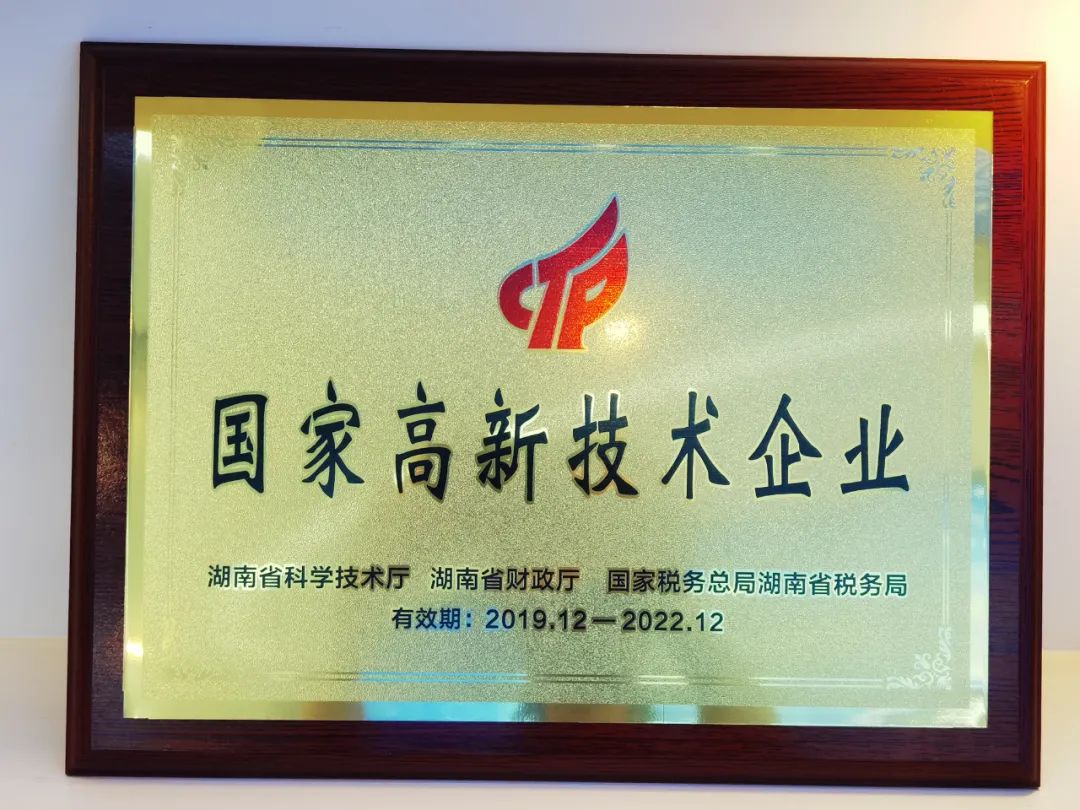 CTP
国家高新技术企业
湖南省科学技术厅 湖南省财政厅 国家税务总局湖南省税务局
有效期：2019.12—2022.12